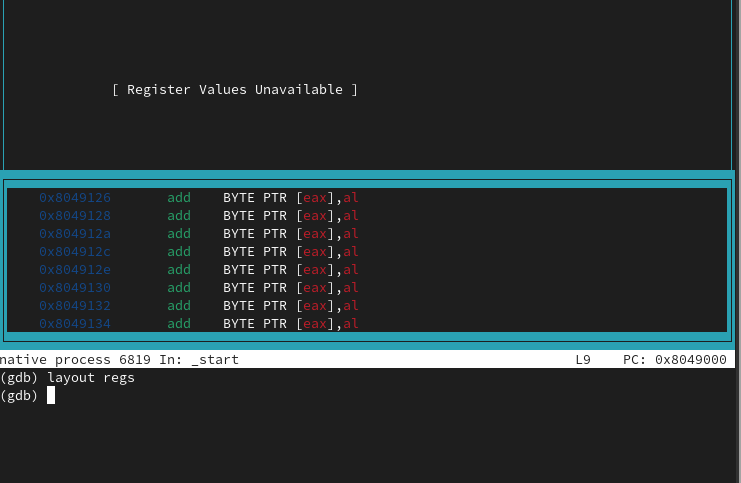 [ Register Values Unavailable ]
0x8049126 add BYTE PTR [eax],al
0x8049128 add BYTE PTR [eax],al
0x804912a add BYTE PTR [eax],al
0x804912c add BYTE PTR [eax],al
0x804912e add BYTE PTR [eax],al
0x8049130 add BYTE PTR [eax],al
0x8049132 add BYTE PTR [eax],al
0x8049134 add BYTE PTR [eax],al
native process 6819 In: _start L9 PC: 0x8049000
(gdb) layout regs
(gdb)